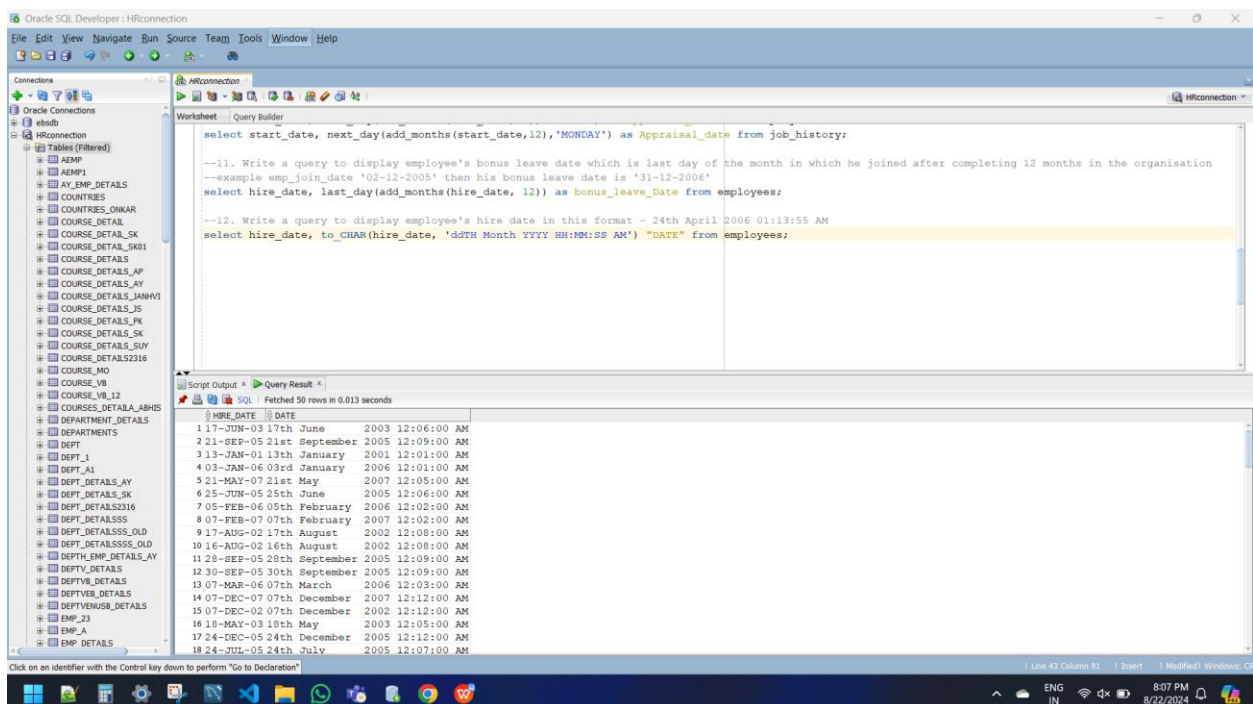 Oracle SQL Developer : HRconnection
File Edit View Navigate Run Source Team Tools Window Help
Connections
Oracle Connections
ebsdb
HRconnection
Tables (Filtered)
AEMP
AEMP1
AY_EMP_DETAILS
COUNTRIES
COUNTRIES_ONKAR
COURSE_DETAIL
COURSE_DETAIL_SK
COURSE_DETAIL_SK01
COURSE_DETAILS
COURSE_DETAILS_AP
COURSE_DETAILS_AY
COURSE_DETAILS_JANHVI
COURSE_DETAILS_JS
COURSE_DETAILS_PK
COURSE_DETAILS_SK
COURSE_DETAILS_SUY
COURSE_DETAILS2316
COURSE_MO
COURSE_VB
COURSE_VB_12
COURSES_DETAILA_ABHIS
DEPARTMENT_DETAILS
DEPARTMENTS
DEPT
DEPT_1
DEPT_A1
DEPT_DETAILS_AY
DEPT_DETAILS_SK
DEPT_DETAILS2316
DEPT_DETAILSSS
DEPT_DETAILSSS_OLD
DEPT_DETAILSSSS_OLD
DEPTH_EMP_DETAILS_AY
DEPTV_DETAILS
DEPTVB_DETAILS
DEPTVEB_DETAILS
DEPTVENUSB_DETAILS
EMP_23
EMP_A
EMP DETAILS
HRconnection
HRconnection
Worksheet Query Builder
select start_date, next_day(add_months(start_date,12),'MONDAY') as Appraisal_date from job_history;
--11. Write a query to display employee's bonus leave date which is last day of the month in which he joined after completing 12 months in the organisation
--example emp_join_date '02-12-2005' then his bonus leave date is '31-12-2006'
select hire_date, last_day(add_months(hire_date, 12)) as bonus_leave_Date from employees;
--12. Write a query to display employee's hire date in this format - 24th April 2006 01:13:55 AM
select hire_date, to_CHAR(hire_date, 'ddTH Month YYYY HH:MM:SS AM') "DATE" from employees;
Script Output × Query Result ×
SQL | Fetched 50 rows in 0.013 seconds
HIRE_DATE DATE
1 17-JUN-03 17th June 2003 12:06:00 AM
2 21-SEP-05 21st September 2005 12:09:00 AM
3 13-JAN-01 13th January 2001 12:01:00 AM
4 03-JAN-06 03rd January 2006 12:01:00 AM
5 21-MAY-07 21st May 2007 12:05:00 AM
6 25-JUN-05 25th June 2005 12:06:00 AM
7 05-FEB-06 05th February 2006 12:02:00 AM
8 07-FEB-07 07th February 2007 12:02:00 AM
9 17-AUG-02 17th August 2002 12:08:00 AM
10 16-AUG-02 16th August 2002 12:08:00 AM
11 28-SEP-05 28th September 2005 12:09:00 AM
12 30-SEP-05 30th September 2005 12:09:00 AM
13 07-MAR-06 07th March 2006 12:03:00 AM
14 07-DEC-07 07th December 2007 12:12:00 AM
15 07-DEC-02 07th December 2002 12:12:00 AM
16 18-MAY-03 18th May 2003 12:05:00 AM
17 24-DEC-05 24th December 2005 12:12:00 AM
18 24-JUL-05 24th July 2005 12:07:00 AM
Click on an identifier with the Control key down to perform "Go to Declaration"
| Line 43 Column 91 | Insert | Modified| Windows: CR
ENG
IN
8:07 PM
8/22/2024